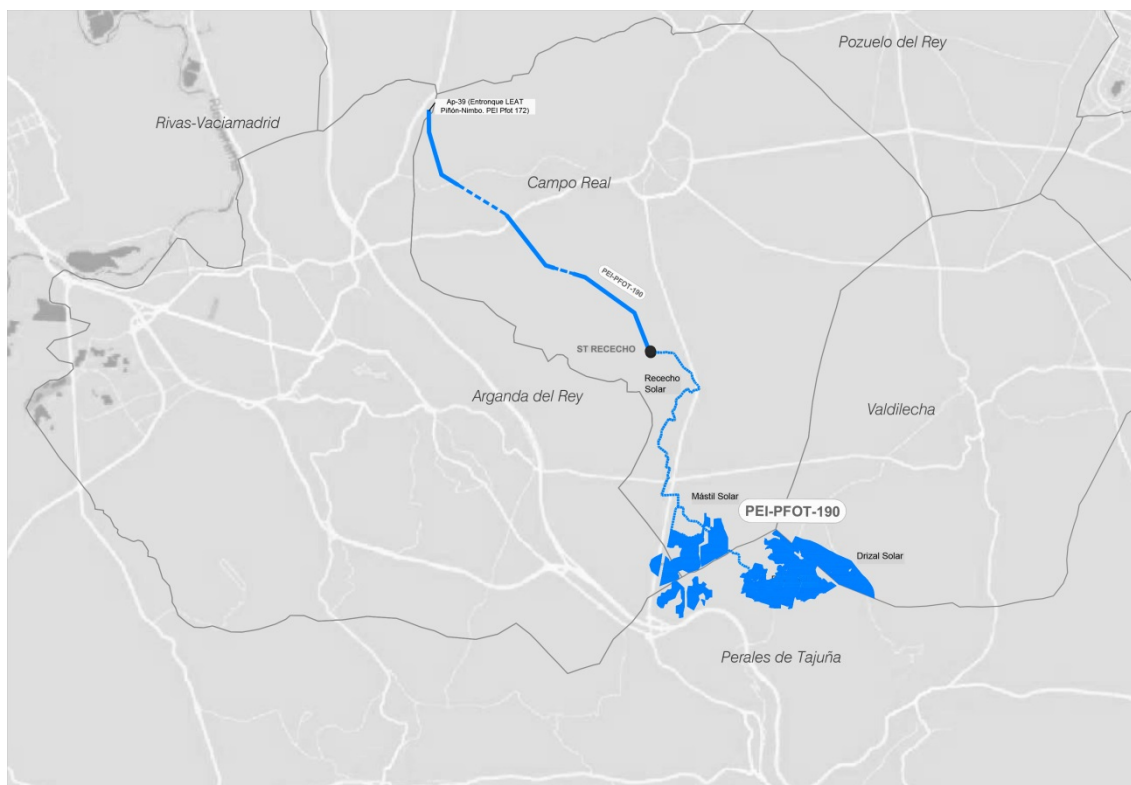 Pozuelo del Rey
Ap-39 (Entronque LEAT
Piñón-Nimbo. PEI Pfot 172)
Rivas-Vaciamadrid
Campo Real
PEI-PFOT-190
ST RECECHO
Rececho
Solar
Arganda del Rey
Valdilecha
Mástil Solar
PEI-PFOT-190
Drizal Solar
Perales de Tajuña